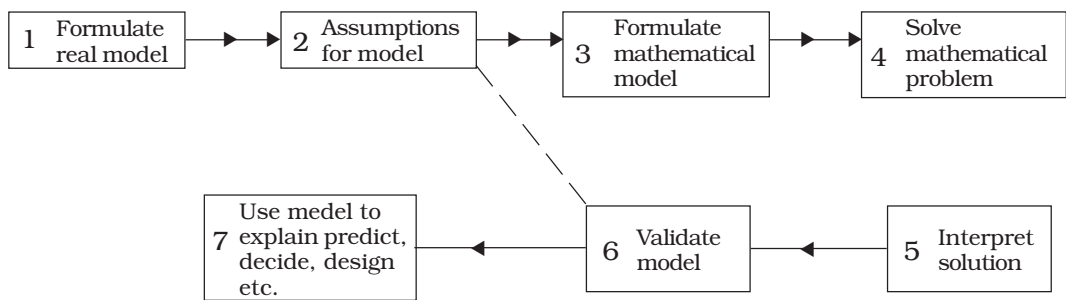 1 Formulate
real model
2 Assumptions
for model
3 Formulate
mathematical
model
4 Solve
mathematical
problem
7 Use medel to
explain predict,
decide, design
etc.
6 Validate
model
5 Interpret
solution